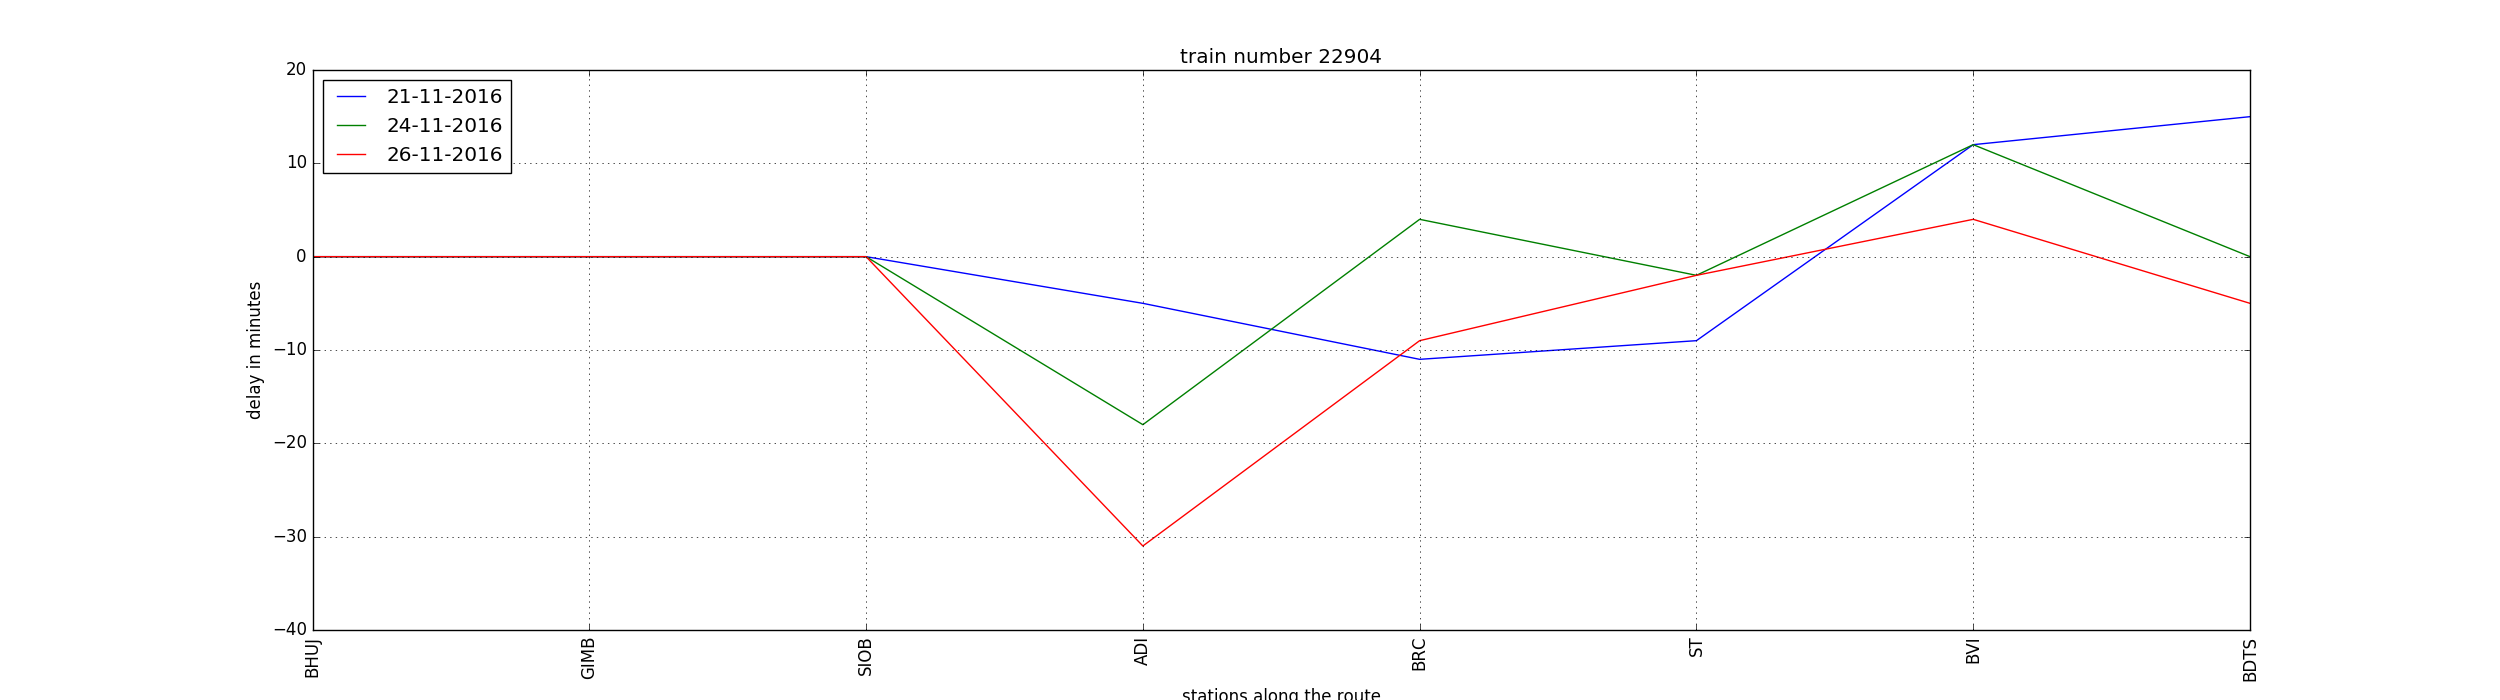 train number 22904
20
10
0
−10
−20
−30
−40
delay in minutes
21-11-2016
24-11-2016
26-11-2016
BHUJ
GIMB
SIOB
ADI
BRC
ST
BVI
BDTS
stations along the route